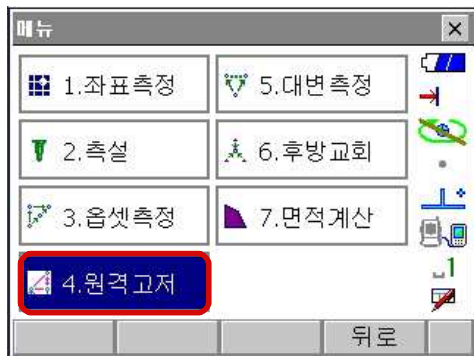 메뉴
1.좌표측정
2.측설
3.옵셋측정
4.원격고저
5.대변측정
6.후방교회
7.면적계산
1
뒤로